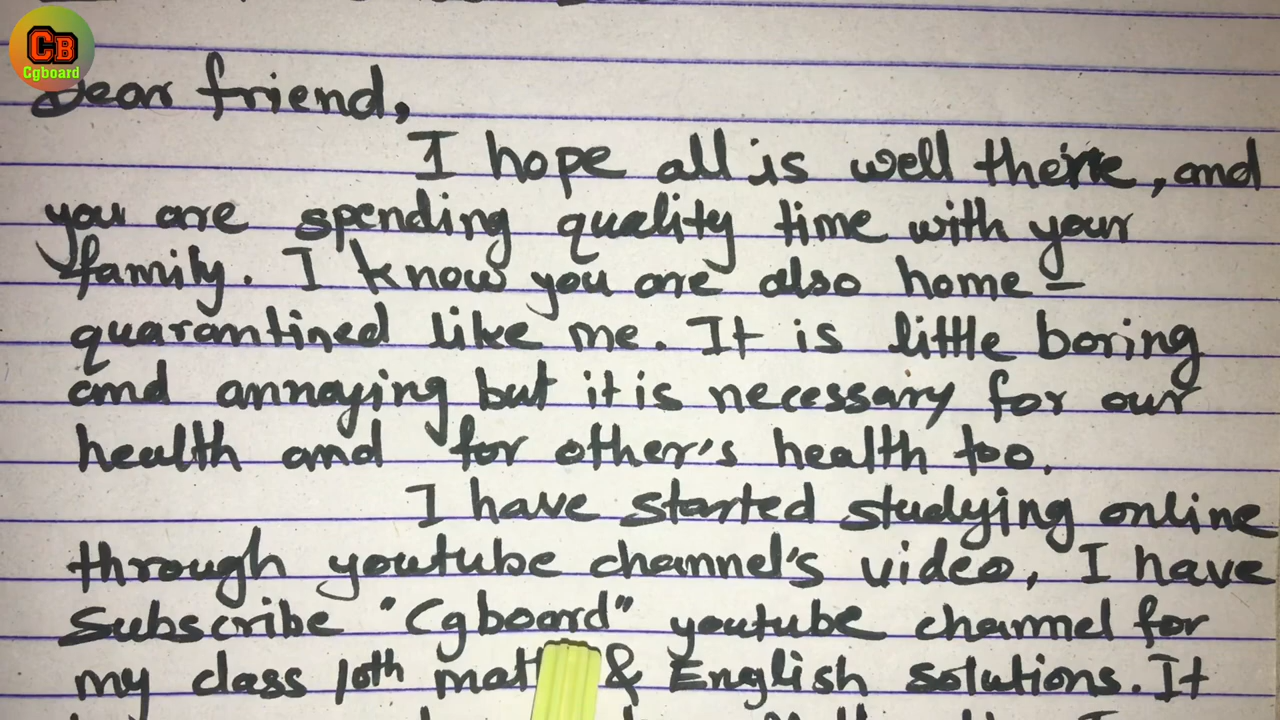 CB
Cgboard
Dear friend,
I hope all is well there, and
you are spending quality time with your
family. I know you are also home-
quarantined like me. It is little boring
and annoying but it is necessary for our
health and for other's health too.
I have started studying online
through youtube channel's video, I have
Subscribe "Cgboard" youtube channel for
my class 10th & English solutions. It